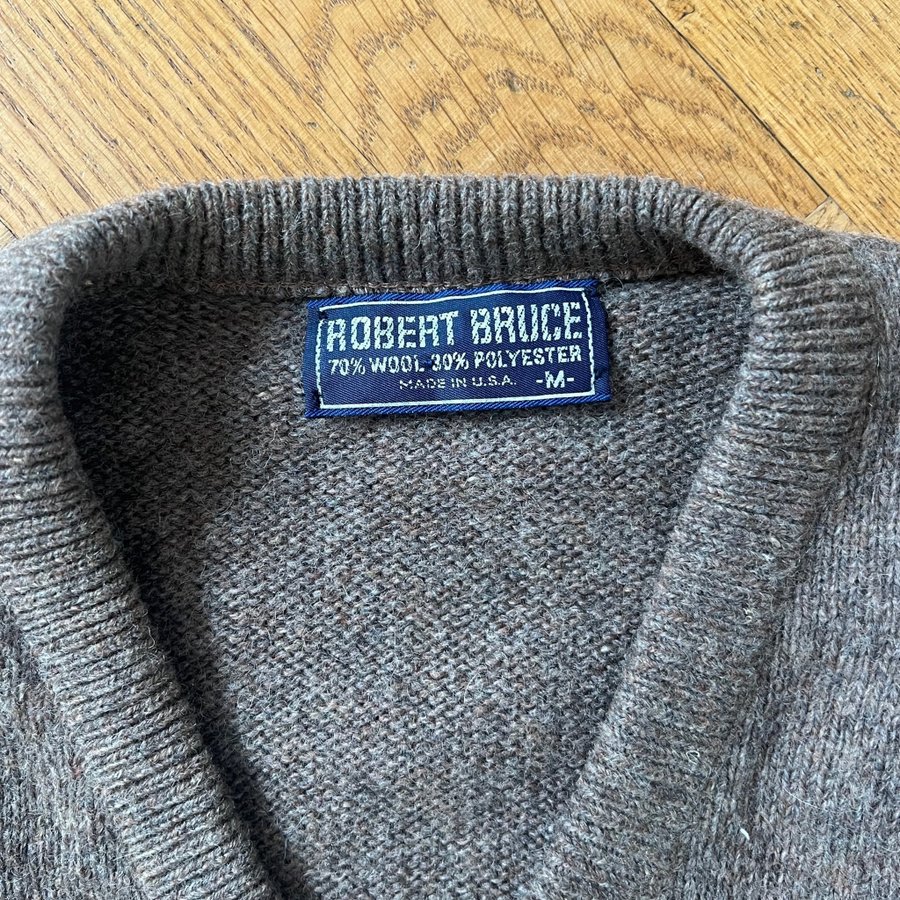 ROBERT BRUCE
70% WOOL 30% POLYESTER
MADE IN U.S.A. -M-